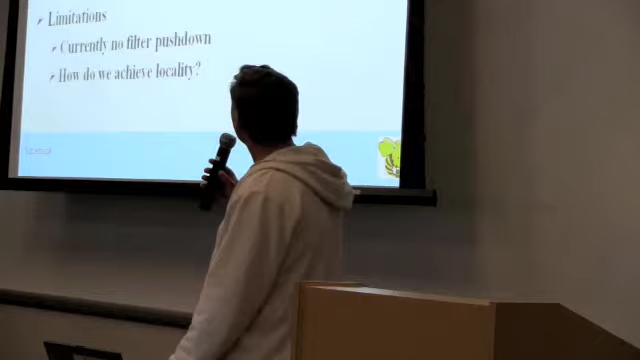 Limitations
Currently no filter pushdown
How do we achieve locality?